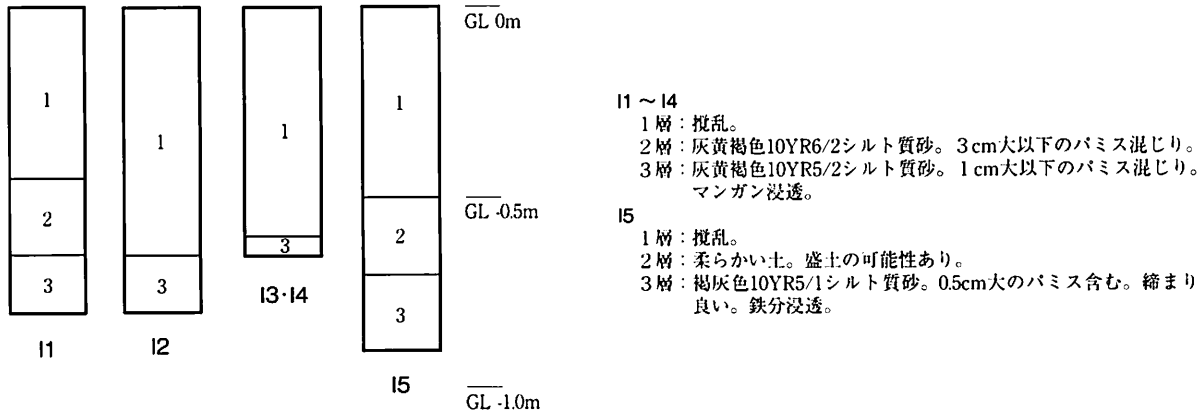 GL 0m
1
1
1
1
2
3
3
3
2
3
I1
I2
I3·I4
I5
GL -0.5m
GL -1.0m
I1～I4
1層：攪乱。
2層：灰黄褐色10YR6/2シルト質砂。3cm大以下のパミス混じり。
3層：灰黄褐色10YR5/2シルト質砂。1cm大以下のパミス混じり。
マンガン浸透。
I5
1層：攪乱。
2層：柔らかい土。盛土の可能性あり。
3層：褐灰色10YR5/1シルト質砂。0.5cm大のパミス含む。締まり
良い。鉄分浸透。